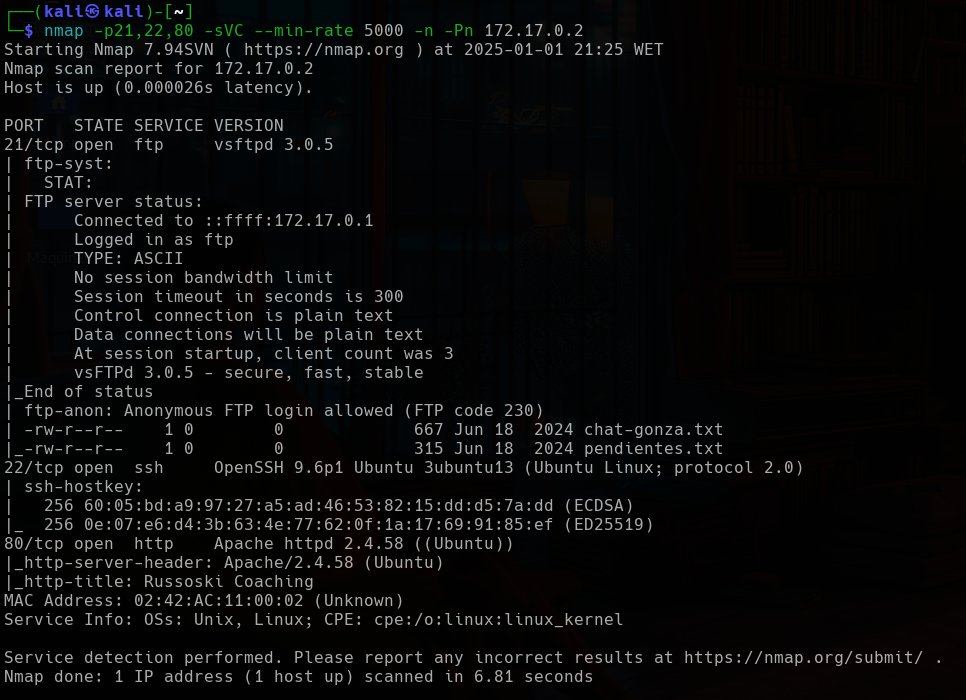 ┌──(kali㉿kali)-[~]
└─$ nmap -p21,22,80 -sVC --min-rate 5000 -n -Pn 172.17.0.2
Starting Nmap 7.94SVN ( https://nmap.org ) at 2025-01-01 21:25 WET
Nmap scan report for 172.17.0.2
Host is up (0.000026s latency).

PORT   STATE SERVICE VERSION
21/tcp open  ftp     vsftpd 3.0.5
| ftp-syst:
|   STAT:
| FTP server status:
|      Connected to ::ffff:172.17.0.1
|      Logged in as ftp
|      TYPE: ASCII
|      No session bandwidth limit
|      Session timeout in seconds is 300
|      Control connection is plain text
|      Data connections will be plain text
|      At session startup, client count was 3
|      vsFTPd 3.0.5 - secure, fast, stable
|_End of status
| ftp-anon: Anonymous FTP login allowed (FTP code 230)
| -rw-r--r--    1 0        0             667 Jun 18  2024 chat-gonza.txt
|_-rw-r--r--    1 0        0             315 Jun 18  2024 pendientes.txt
22/tcp open  ssh     OpenSSH 9.6p1 Ubuntu 3ubuntu13 (Ubuntu Linux; protocol 2.0)
| ssh-hostkey:
|   256 60:05:bd:a9:97:27:a5:ad:46:53:82:15:dd:d5:7a:dd (ECDSA)
|_  256 0e:07:e6:d4:3b:63:4e:77:62:0f:1a:17:69:91:85:ef (ED25519)
80/tcp open  http    Apache httpd 2.4.58 ((Ubuntu))
|_http-server-header: Apache/2.4.58 (Ubuntu)
|_http-title: Russoski Coaching
MAC Address: 02:42:AC:11:00:02 (Unknown)
Service Info: OSs: Unix, Linux; CPE: cpe:/o:linux:linux_kernel

Service detection performed. Please report any incorrect results at https://nmap.org/submit/ .
Nmap done: 1 IP address (1 host up) scanned in 6.81 seconds